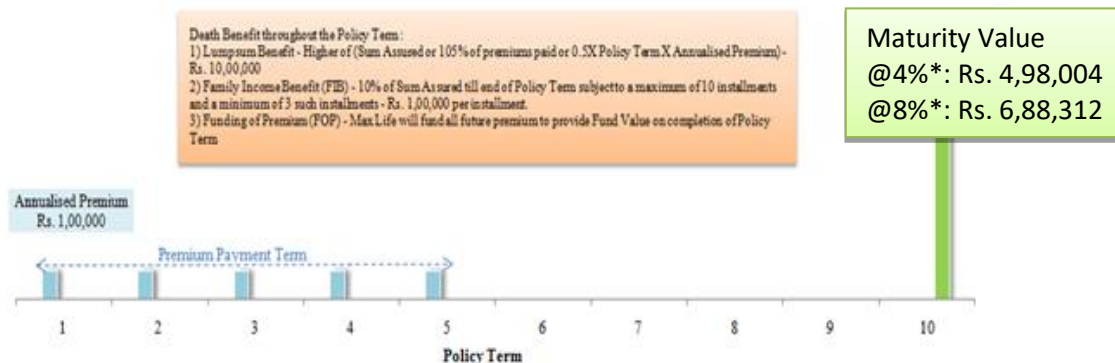 Death Benefit throughout the Policy Term :
1) Lumpsum Benefit - Higher of (Sum Assured or 105% of premiums paid or 0.5X Policy Term X Annualised Premium) -
Rs. 10,00,000
2) Family Income Benefit (FIB) - 10% of Sum Assured till end of Policy Term subject to a maximum of 10 installments
and a minimum of 3 such installments - Rs. 1,00,000 per installment.
3) Funding of Premium (FOP) - Max Life will fund all future premium to provide Fund Value on completion of Policy
Term
Maturity Value
@4%*: Rs. 4,98,004
@8%*: Rs. 6,88,312
Annualised Premium
Rs. 1,00,000
Premium Payment Term
1 2 3 4 5 6 7 8 9 10
Policy Term